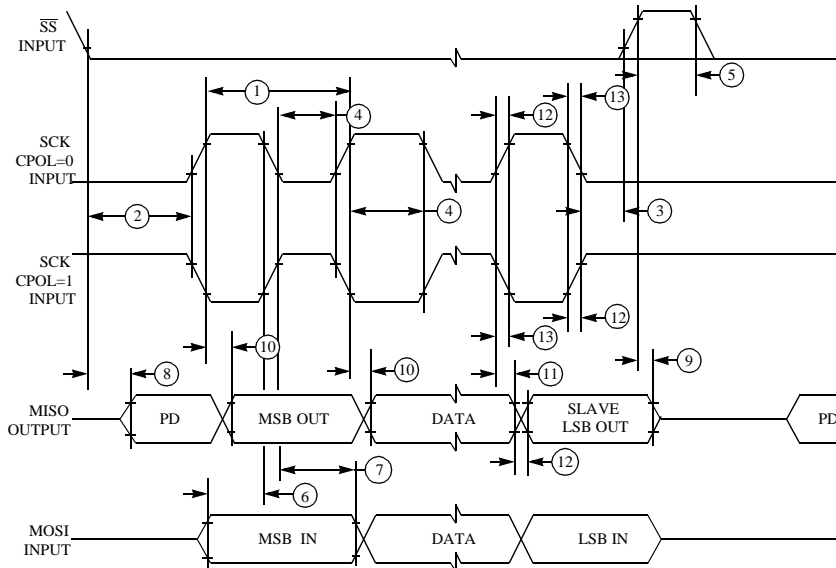 SS
INPUT
1
5
13
12
4
SCK
CPOL=0
INPUT
2
4
3
SCK
CPOL=1
INPUT
13
12
10
8
10
11
9
MISO
OUTPUT
PD
MSB OUT
DATA
SLAVE
LSB OUT
PD
12
7
6
MOSI
INPUT
MSB IN
DATA
LSB IN